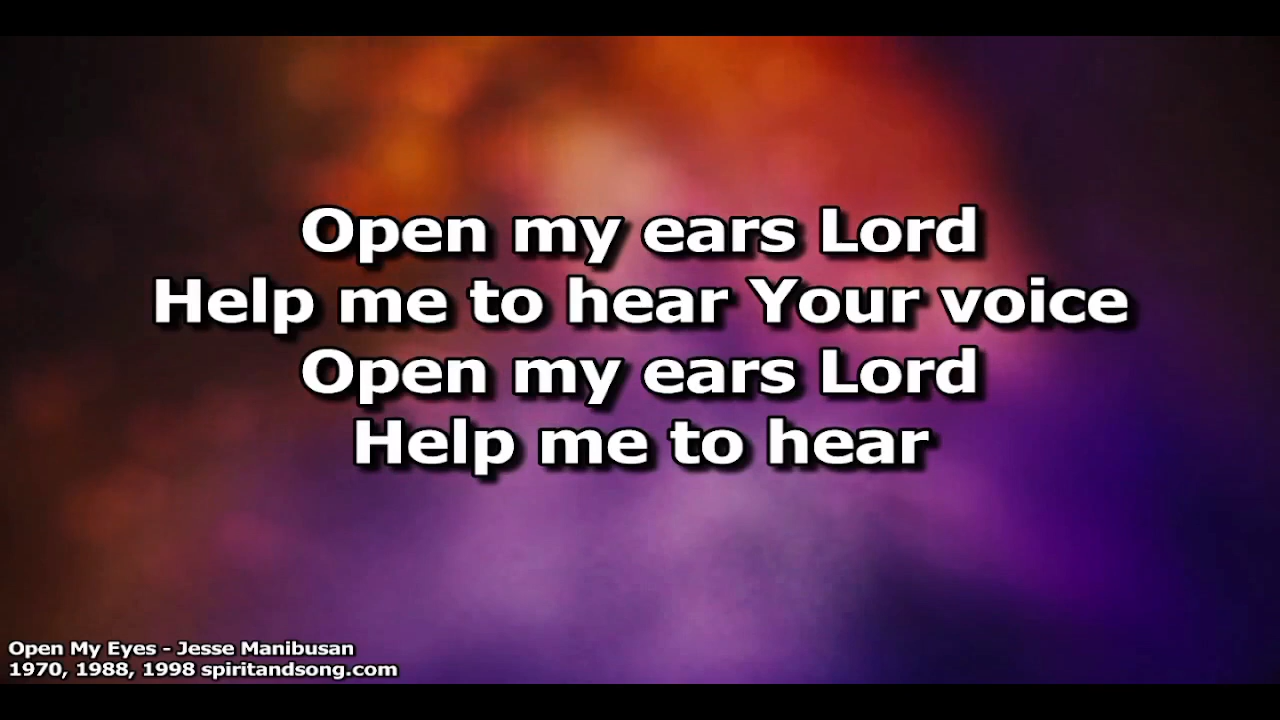 Open my ears Lord
Help me to hear Your voice
Open my ears Lord
Help me to hear
Open My Eyes - Jesse Manibusan
1970, 1988, 1998 spiritandsong.com